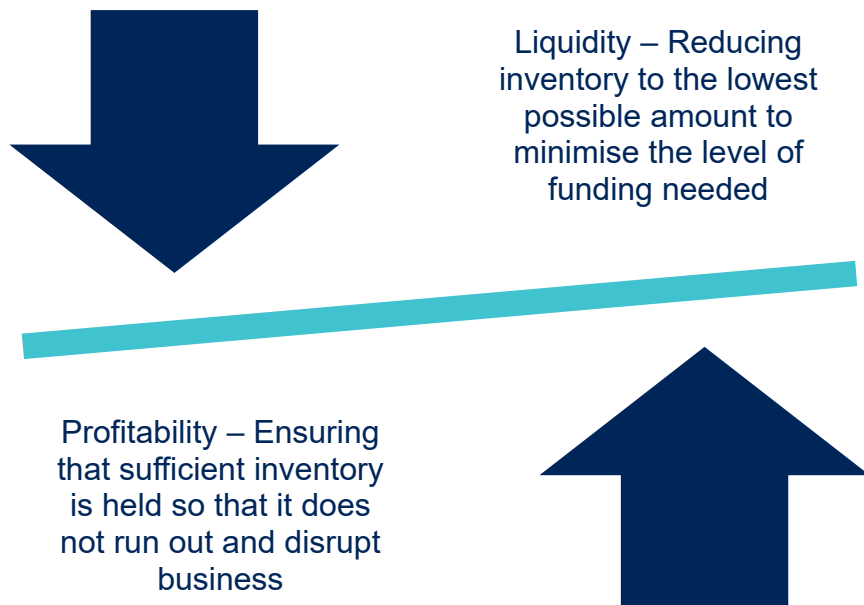 Liquidity – Reducing
inventory to the lowest
possible amount to
minimise the level of
funding needed
Profitability – Ensuring
that sufficient inventory
is held so that it does
not run out and disrupt
business